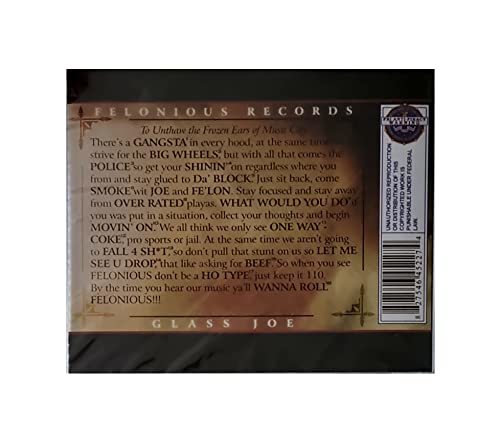 FELONIOUS RECORDS
To Unthaw the Frozen Ears of Music City
There's a GANGSTA in every hood, at the same time
strive for the BIG WHEELS, but with all that comes the
POLICE so get your SHININ' on regardless where you
from and stay glued to Da' BLOCK. Just sit back, come
SMOKE wit JOE and FE'LON. Stay focused and stay away
from OVER RATED playas. WHAT WOULD YOU DO if
you was put in a situation, collect your thoughts and begin
MOVIN' ON. We all think we only see ONE WAY -
COKE, pro sports or jail. At the same time we aren't going
to FALL 4 SH*T, so don't pull that stunt on us so LET ME
SEE U DROP that like asking for BEEF. So when you see
FELONIOUS don't be a HO TYPE, just keep it 110.
By the time you hear our music ya'll WANNA ROLL
FELONIOUS!!!
GLASS JOE
UNAUTHORIZED REPRODUCTION
OR DISTRIBUTION OF THIS
COPYRIGHTED WORK IS
PUNISHABLE UNDER FEDERAL
LAW.